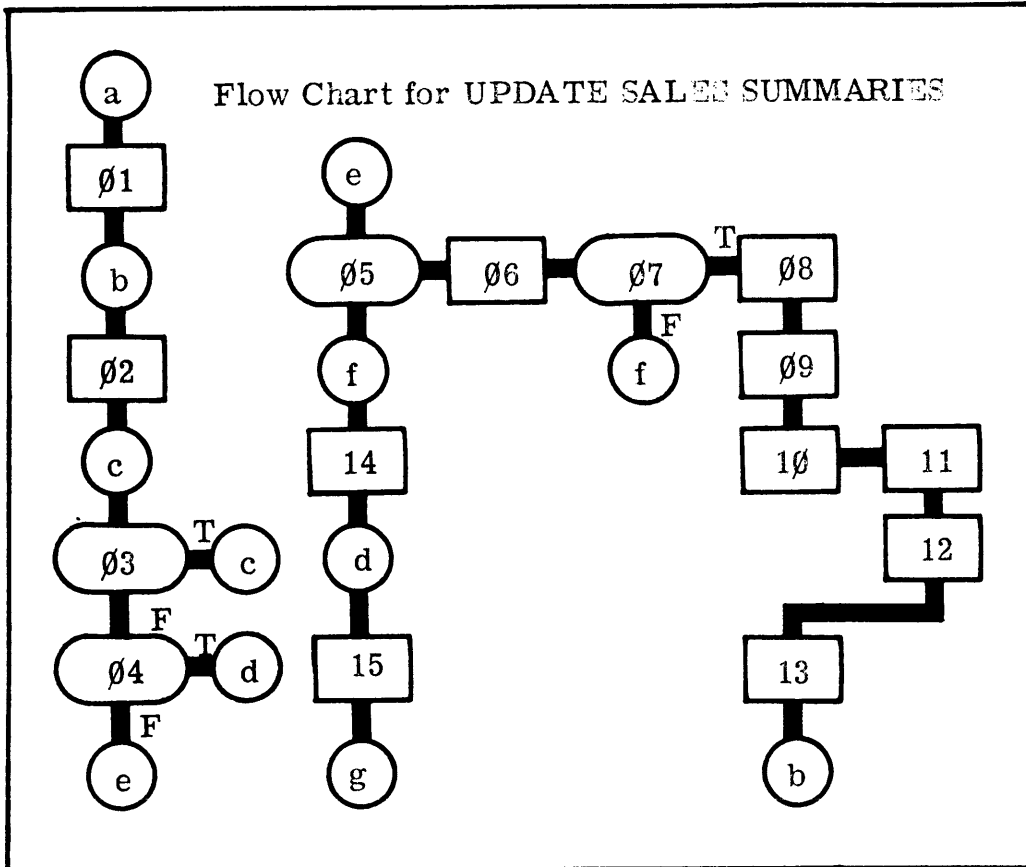 Flow Chart for UPDATE SALES SUMMARIES
a
Ø1
b
Ø2
c
Ø3
T
c
F
Ø4
T
d
F
e
e
Ø5
Ø6
Ø7
T
Ø8
F
f
f
Ø9
14
1Ø
11
d
12
15
13
g
b